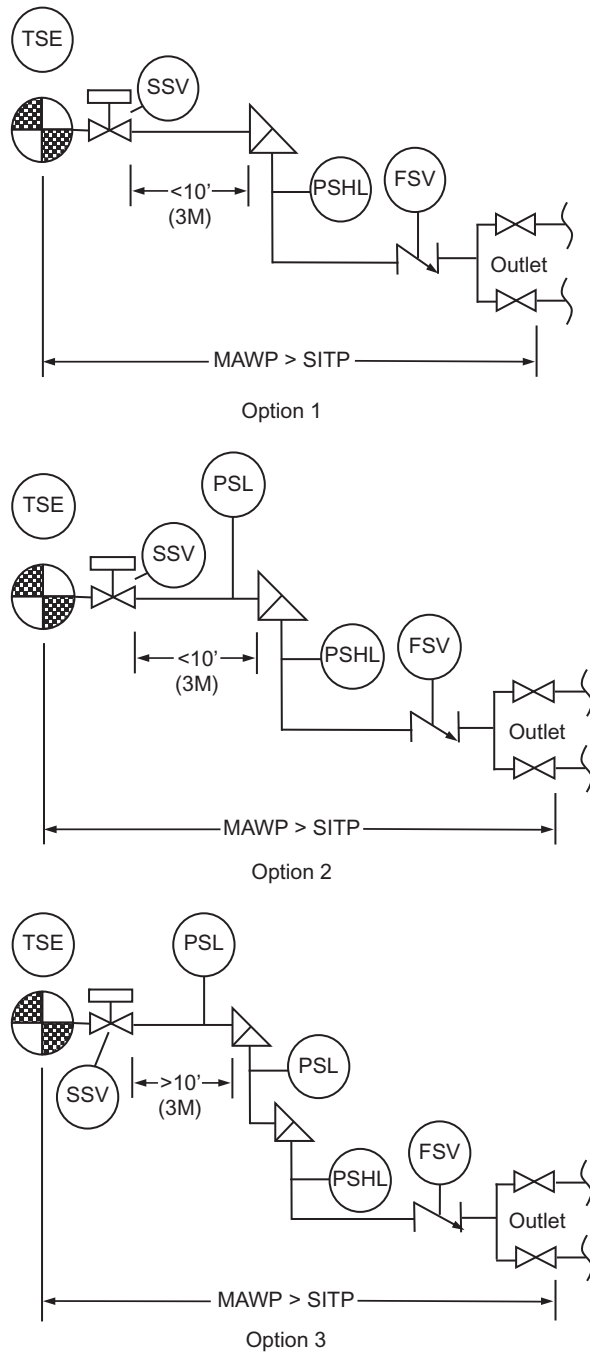 TSE
SSV
<10’
(3M)
PSHL
FSV
Outlet
MAWP > SITP
Option 1
TSE
PSL
SSV
<10’
(3M)
PSHL
FSV
Outlet
MAWP > SITP
Option 2
TSE
PSL
SSV
>10’
(3M)
PSL
PSHL
FSV
Outlet
MAWP > SITP
Option 3